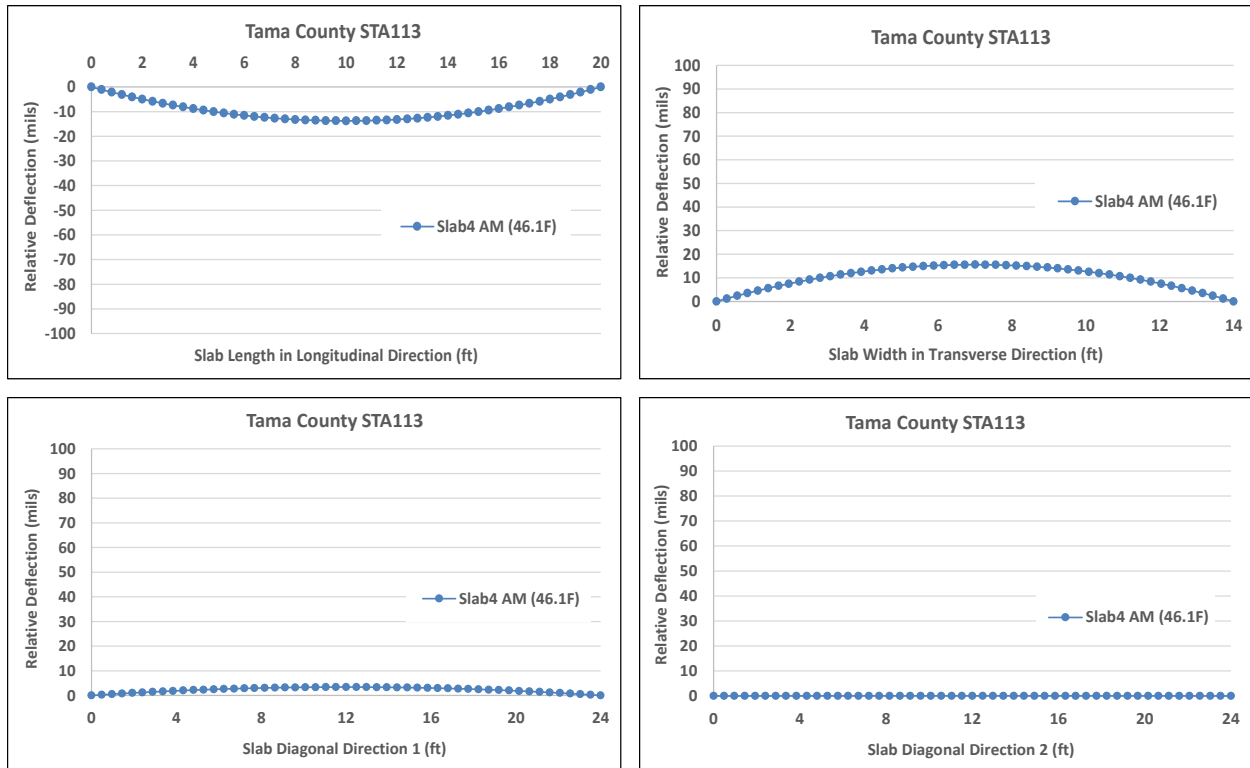 Tama County STA113
0 2 4 6 8 10 12 14 16 18 20
0
-10
-20
-30
-40
-50
-60
-70
-80
-90
-100
Relative Deflection (mils)
Slab4 AM (46.1F)
Slab Length in Longitudinal Direction (ft)
Tama County STA113
100
90
80
70
60
50
40
30
20
10
0
Relative Deflection (mils)
Slab4 AM (46.1F)
0 2 4 6 8 10 12 14
Slab Width in Transverse Direction (ft)
Tama County STA113
100
90
80
70
60
50
40
30
20
10
0
Relative Deflection (mils)
Slab4 AM (46.1F)
0 4 8 12 16 20 24
Slab Diagonal Direction 1 (ft)
Tama County STA113
100
90
80
70
60
50
40
30
20
10
0
Relative Deflection (mils)
Slab4 AM (46.1F)
0 4 8 12 16 20 24
Slab Diagonal Direction 2 (ft)